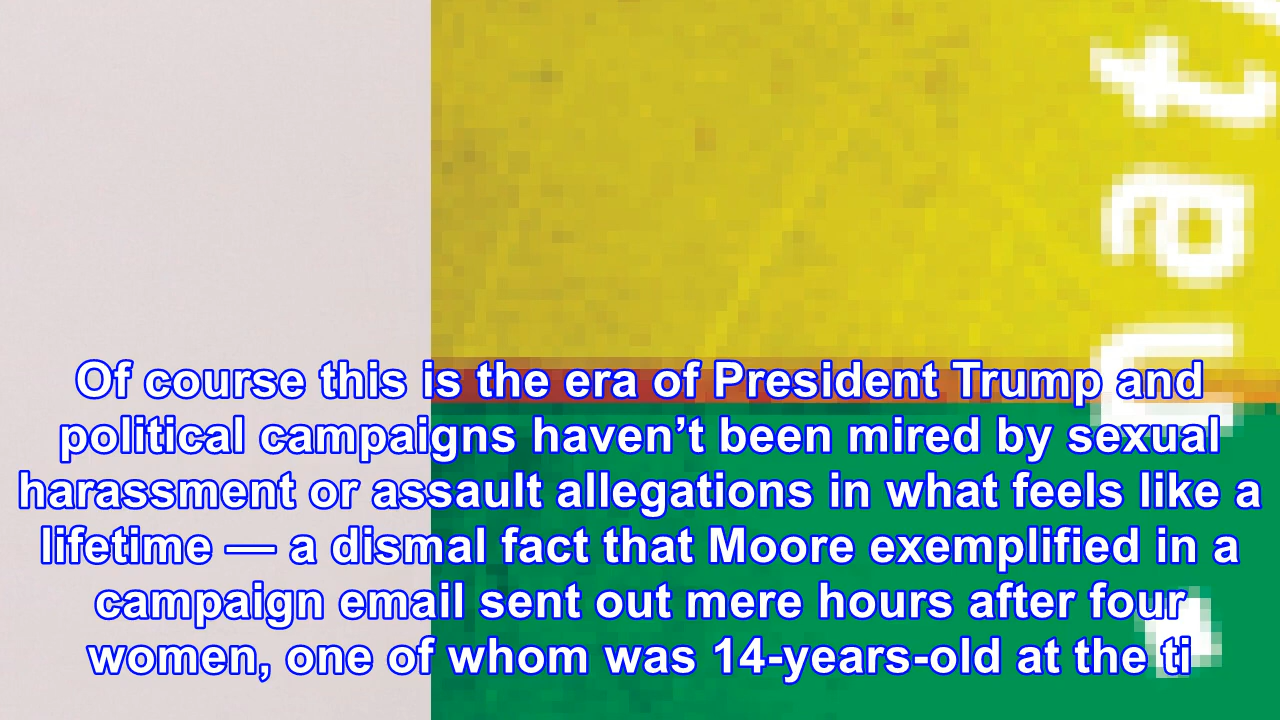 Of course this is the era of President Trump and
political campaigns haven’t been mired by sexual
harassment or assault allegations in what feels like a
lifetime — a dismal fact that Moore exemplified in a
campaign email sent out mere hours after four
women, one of whom was 14-years-old at the ti